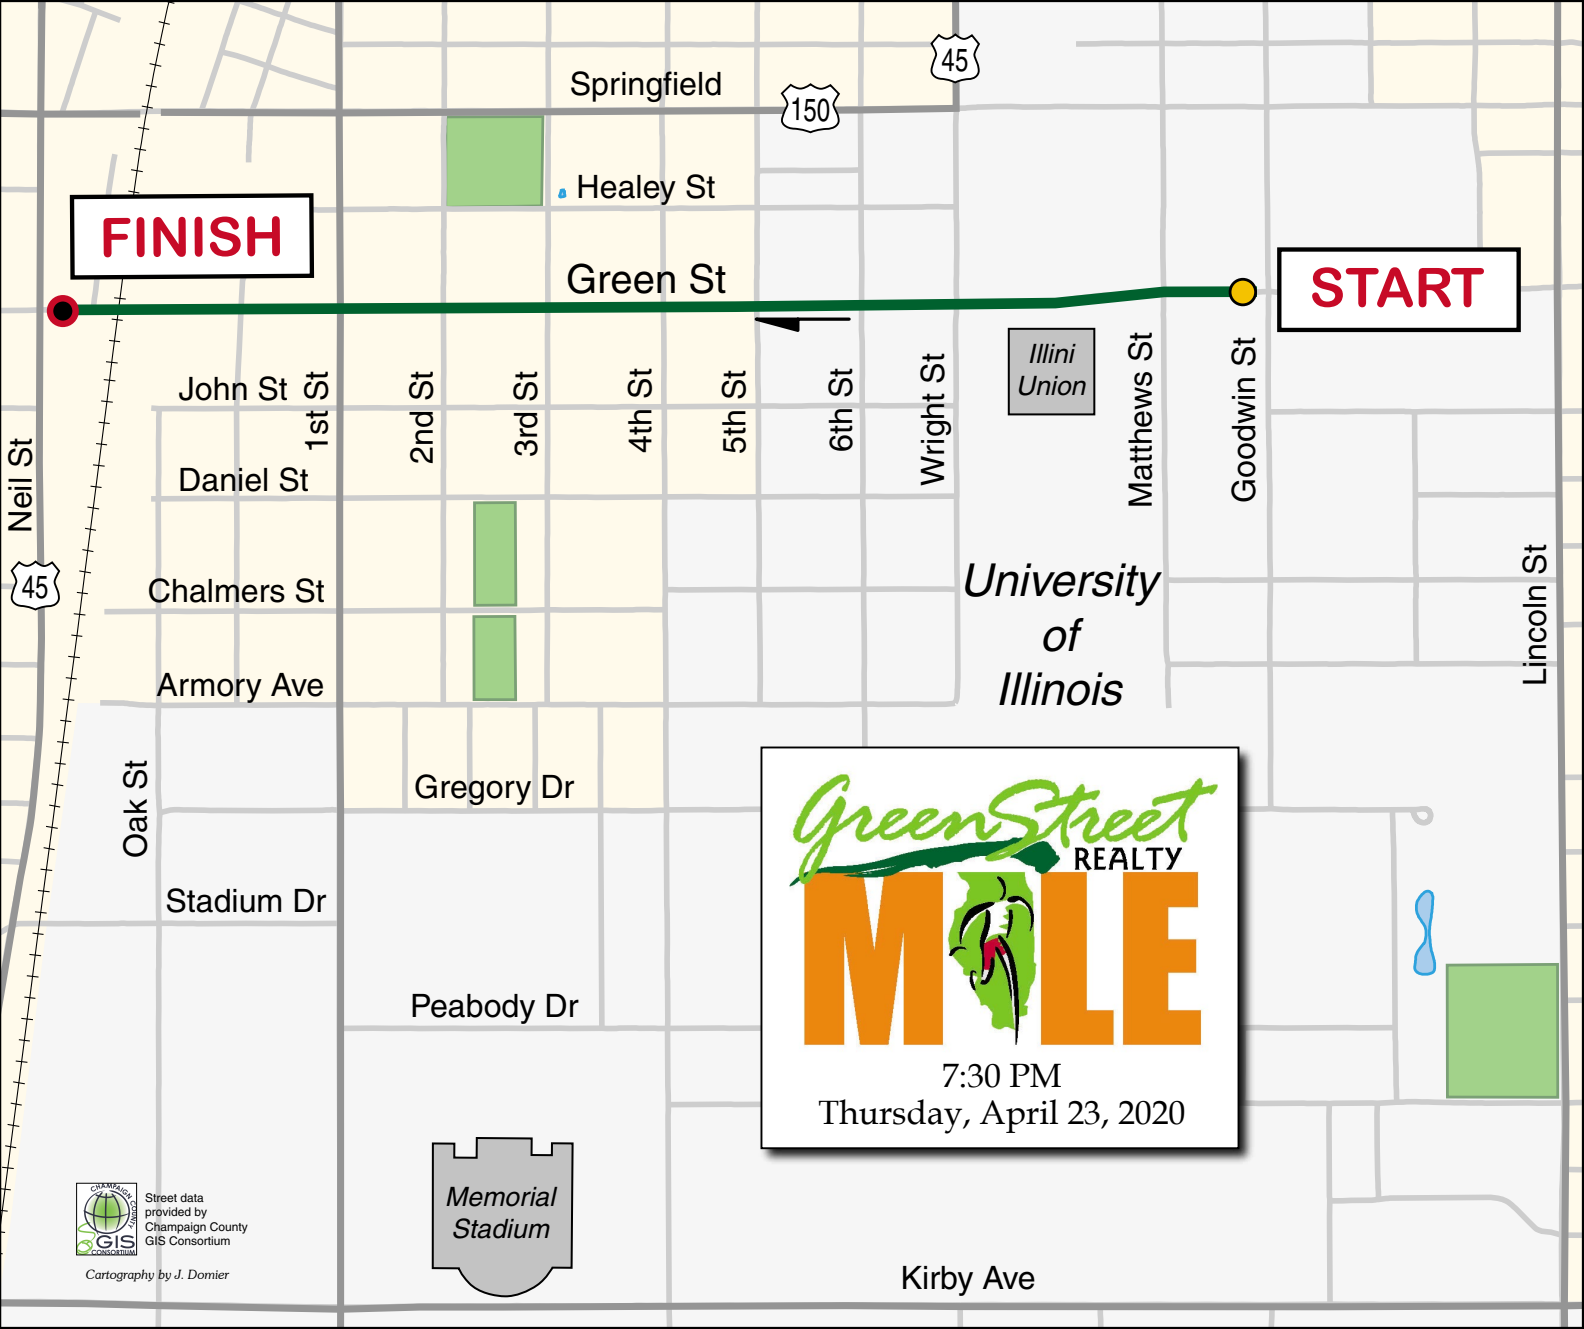 45
Springfield
150
Healey St
FINISH
Green St
START
Illini
Union
John St
1st St
2nd St
3rd St
4th St
5th St
6th St
Wright St
Matthews St
Goodwin St
Neil St
Daniel St
45
Chalmers St
University
of
Illinois
Lincoln St
Armory Ave
Oak St
Gregory Dr
GreenStreet
REALTY
MILE
Stadium Dr
Peabody Dr
7:30 PM
Thursday, April 23, 2020
Memorial
Stadium
CHAMPAIGN COUNTY
GIS
CONSORTIUM
Street data
provided by
Champaign County
GIS Consortium
Cartography by J. Domier
Kirby Ave